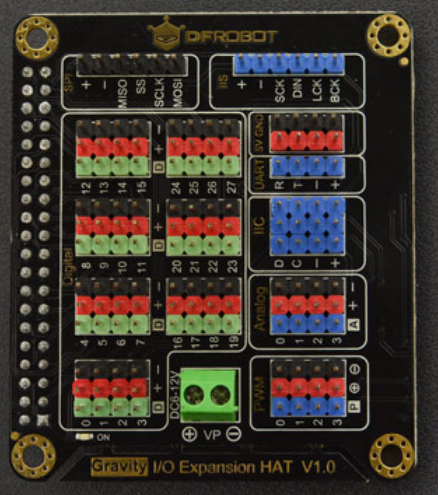 DFROBOT
SPI
+ − MISO SS SCLK MOSI
IIS
+ − SCK DIN LCK BCK
Digital
12 13 14 15 D + −
24 25 26 27
5V GND
UART
R T − +
8 9 10 11 D + −
20 21 22 23
IIC
D C − +
4 5 6 7 D + −
16 17 18 19
Analog
0 1 2 3 A + −
0 1 2 3 D + −
DC6-12V
+ VP −
PWM
0 1 2 3 P + −
ON
Gravity I/O Expansion HAT V1.0